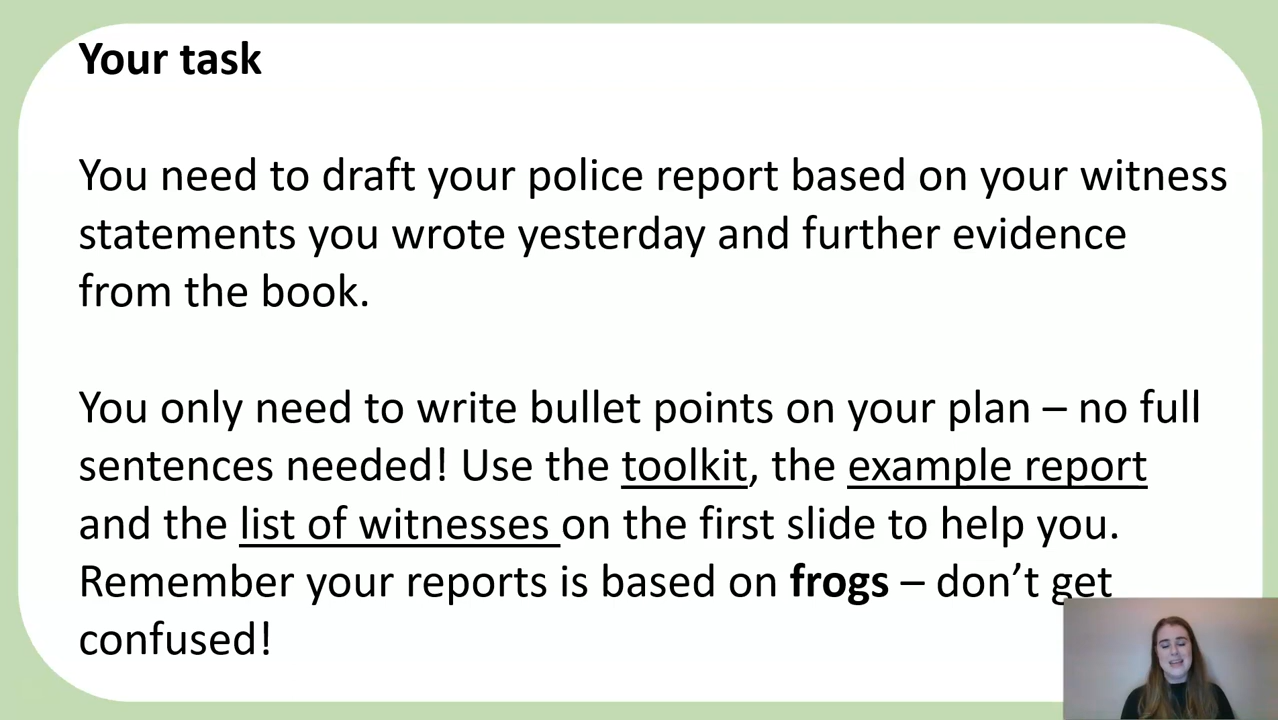 Your task
You need to draft your police report based on your witness
statements you wrote yesterday and further evidence
from the book.
You only need to write bullet points on your plan – no full
sentences needed! Use the toolkit, the example report
and the list of witnesses on the first slide to help you.
Remember your reports is based on frogs – don’t get
confused!